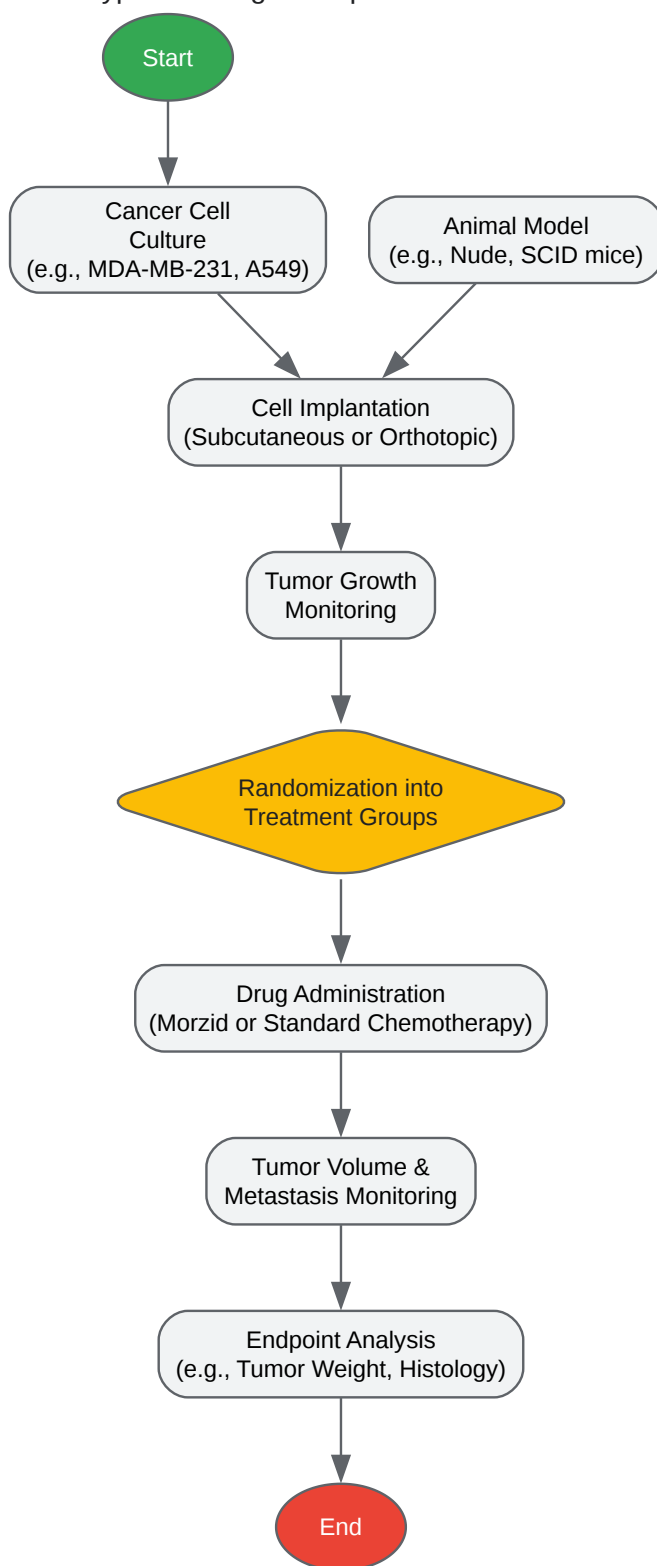 Start
Cancer Cell
Culture
(e.g., MDA-MB-231, A549)
Animal Model
(e.g., Nude, SCID mice)
Cell Implantation
(Subcutaneous or Orthotopic)
Tumor Growth
Monitoring
Randomization into
Treatment Groups
Drug Administration
(Morzid or Standard Chemotherapy)
Tumor Volume &
Metastasis Monitoring
Endpoint Analysis
(e.g., Tumor Weight, Histology)
End